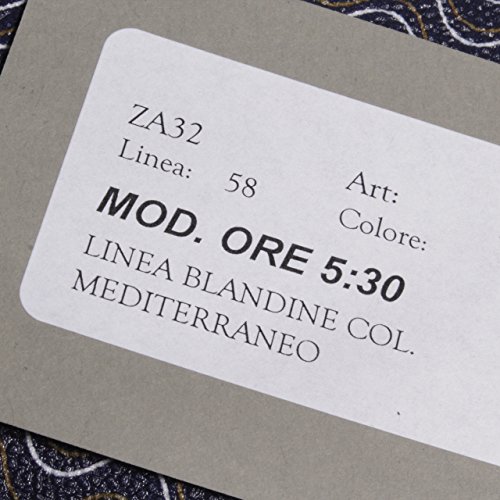 ZA32
Linea: 58 Art:
Colore:
MOD. ORE 5:30
LINEA BLANDINE COL.
MEDITERRANEO